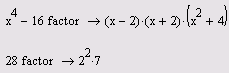 x⁴ − 16 factor → (x − 2)·(x + 2)·(x² + 4)
28 factor → 2²·7